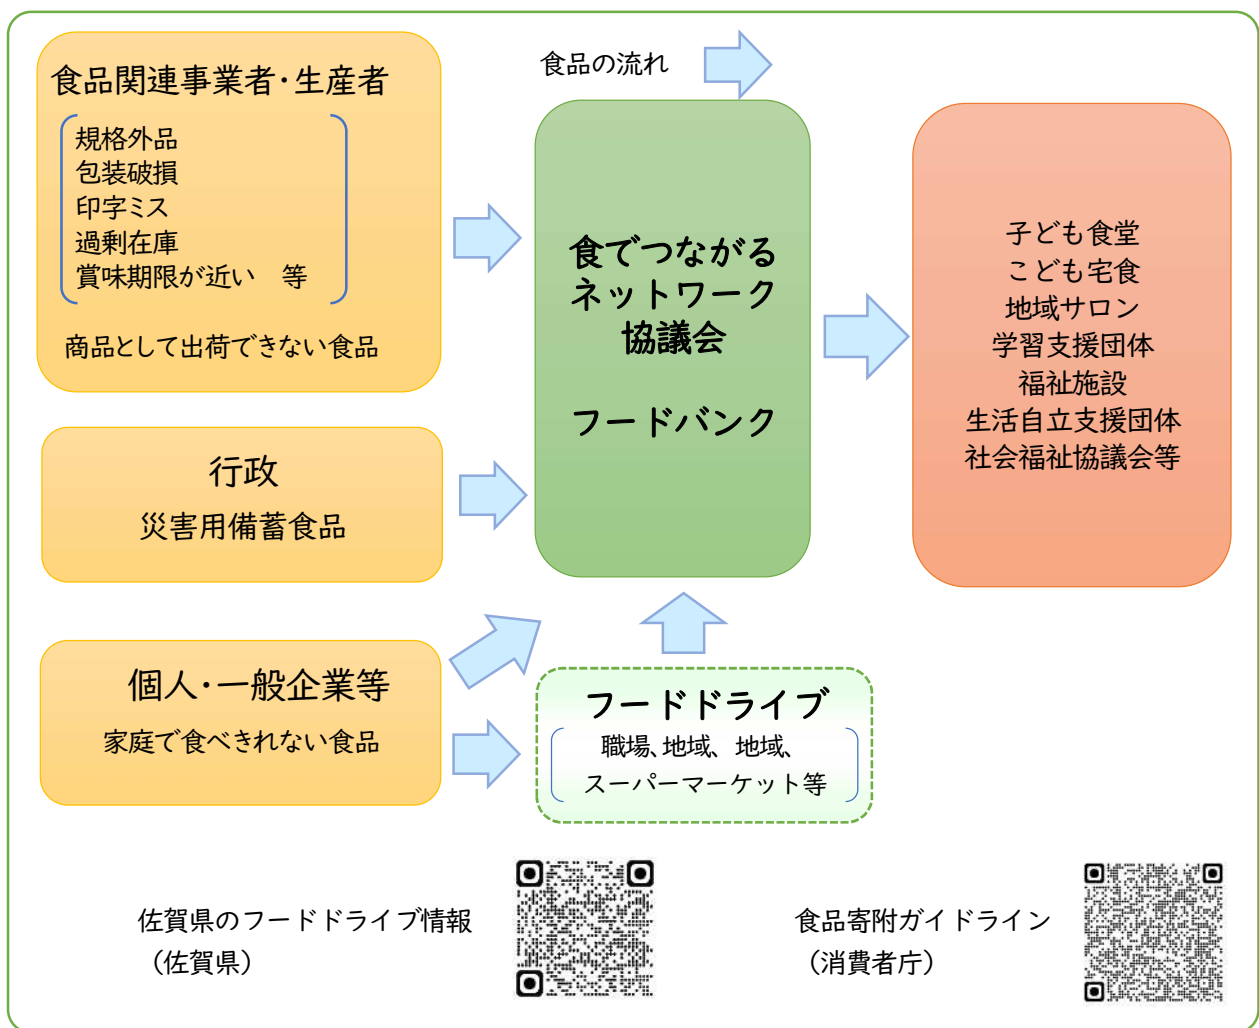 食品の流れ
食品関連事業者・生産者
規格外品
包装破損
印字ミス
過剰在庫
賞味期限が近い　等
商品として出荷できない食品
行政
災害用備蓄食品
個人・一般企業等
家庭で食べきれない食品
食でつながる
ネットワーク
協議会
フードバンク
フードドライブ
職場、地域、地域、
スーパーマーケット等
子ども食堂
こども宅食
地域サロン
学習支援団体
福祉施設
生活自立支援団体
社会福祉協議会等
佐賀県のフードドライブ情報
（佐賀県）
食品寄附ガイドライン
（消費者庁）